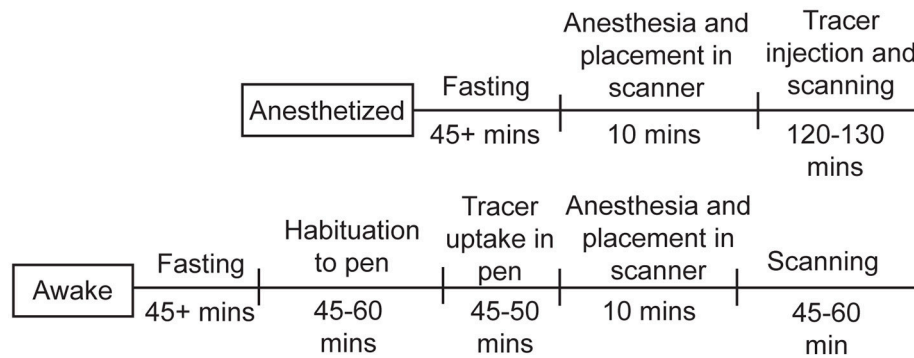 Anesthetized
Fasting
45+ mins
Anesthesia and
placement in
scanner
10 mins
Tracer
injection and
scanning
120-130
mins
Awake
Fasting
45+ mins
Habituation
to pen
45-60
mins
Tracer
uptake in
pen
45-50
mins
Anesthesia and
placement in
scanner
10 mins
Scanning
45-60
min